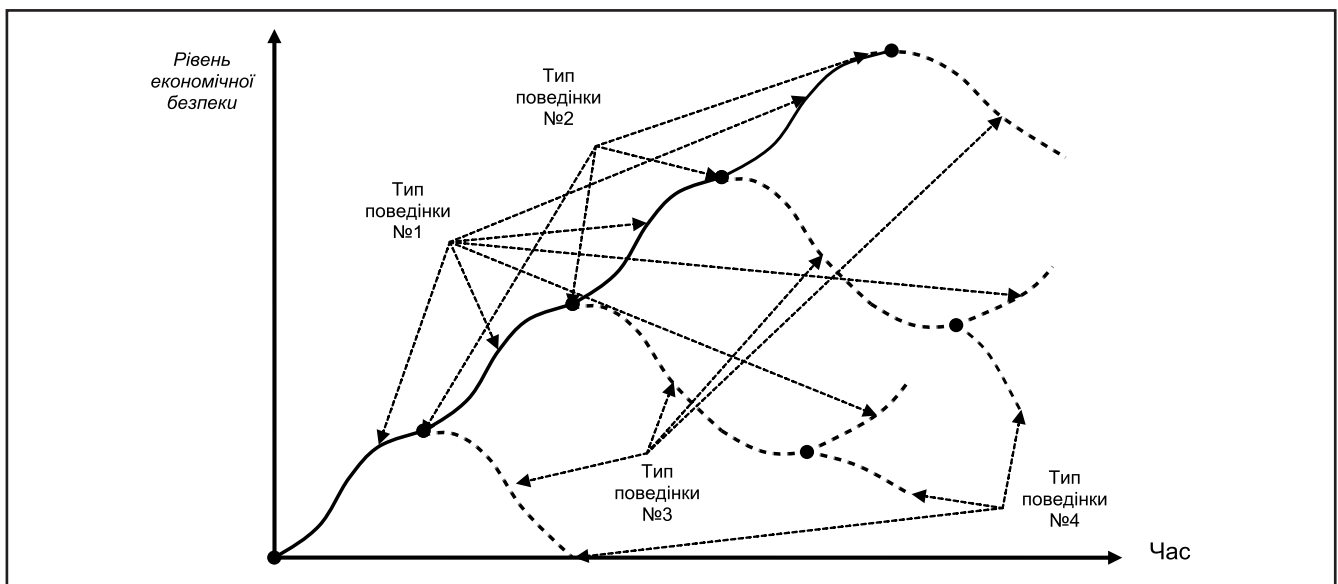 Рівень
економічної
безпеки
Тип
поведінки
№2
Тип
поведінки
№1
Тип
поведінки
№3
Тип
поведінки
№4
Час